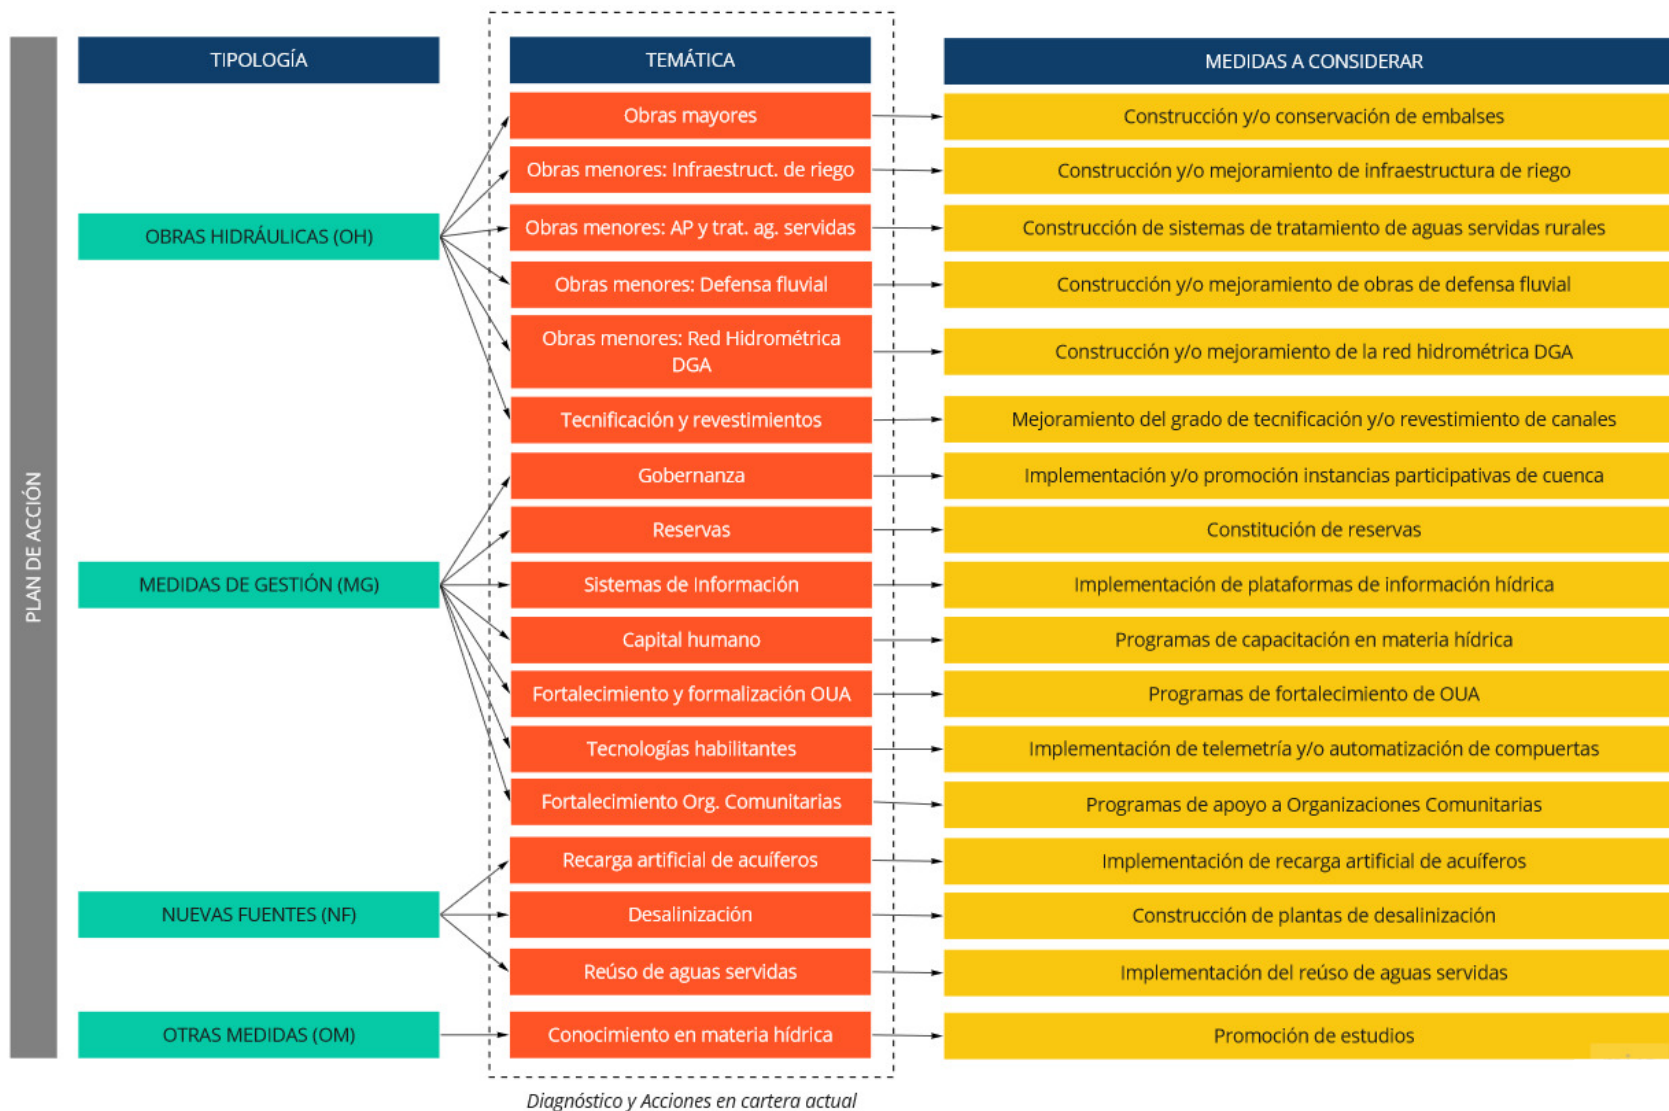 PLAN DE ACCIÓN
TIPOLOGÍA
TEMÁTICA
MEDIDAS A CONSIDERAR
OBRAS HIDRÁULICAS (OH)
Obras mayores
Construcción y/o conservación de embalses
Obras menores: Infraestruct. de riego
Construcción y/o mejoramiento de infraestructura de riego
Obras menores: AP y trat. ag. servidas
Construcción de sistemas de tratamiento de aguas servidas rurales
Obras menores: Defensa fluvial
Construcción y/o mejoramiento de obras de defensa fluvial
Obras menores: Red Hidrométrica
DGA
Construcción y/o mejoramiento de la red hidrométrica DGA
Tecnificación y revestimientos
Mejoramiento del grado de tecnificación y/o revestimiento de canales
MEDIDAS DE GESTIÓN (MG)
Gobernanza
Implementación y/o promoción instancias participativas de cuenca
Reservas
Constitución de reservas
Sistemas de Información
Implementación de plataformas de información hídrica
Capital humano
Programas de capacitación en materia hídrica
Fortalecimiento y formalización OUA
Programas de fortalecimiento de OUA
Tecnologías habilitantes
Implementación de telemetría y/o automatización de compuertas
Fortalecimiento Org. Comunitarias
Programas de apoyo a Organizaciones Comunitarias
NUEVAS FUENTES (NF)
Recarga artificial de acuíferos
Implementación de recarga artificial de acuíferos
Desalinización
Construcción de plantas de desalinización
Reúso de aguas servidas
Implementación del reúso de aguas servidas
OTRAS MEDIDAS (OM)
Conocimiento en materia hídrica
Promoción de estudios
Diagnóstico y Acciones en cartera actual